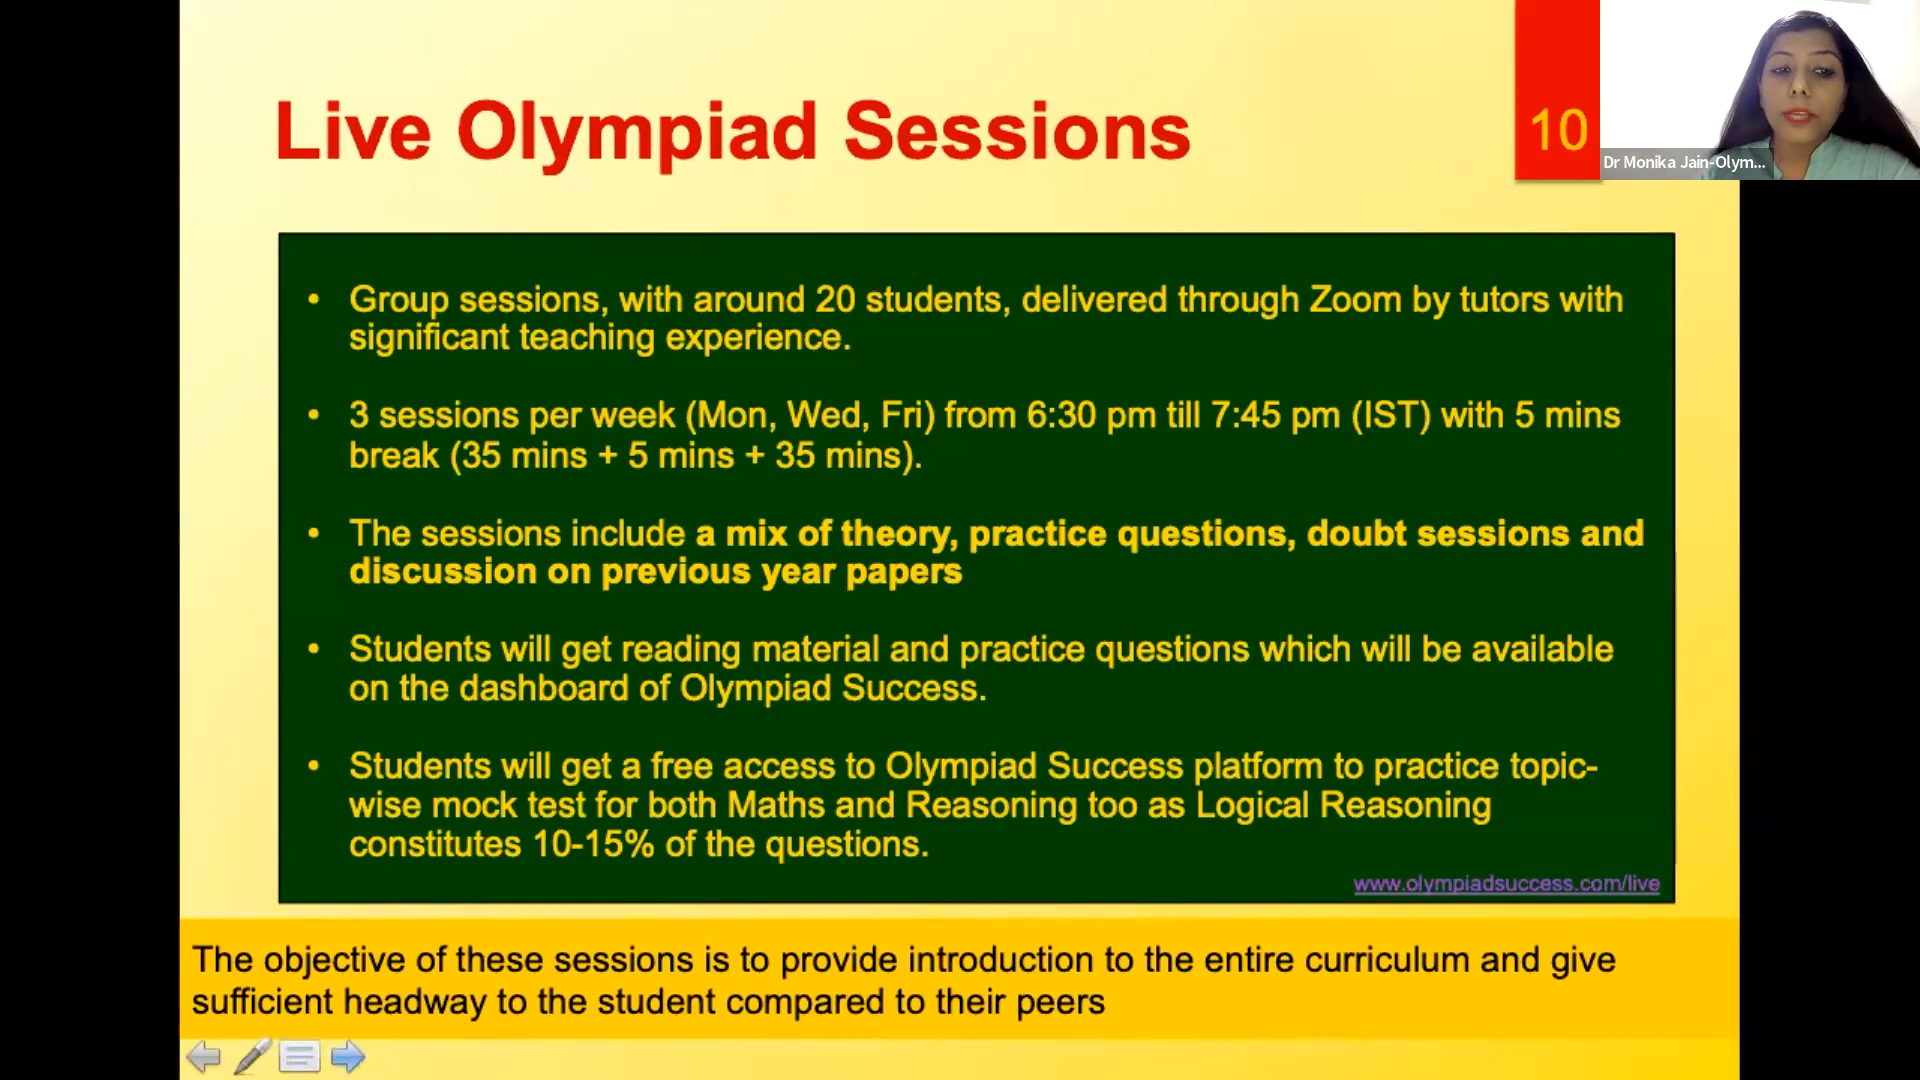 Live Olympiad Sessions
10
Dr Monika Jain-Olym...
• Group sessions, with around 20 students, delivered through Zoom by tutors with
significant teaching experience.
• 3 sessions per week (Mon, Wed, Fri) from 6:30 pm till 7:45 pm (IST) with 5 mins
break (35 mins + 5 mins + 35 mins).
• The sessions include a mix of theory, practice questions, doubt sessions and
discussion on previous year papers
• Students will get reading material and practice questions which will be available
on the dashboard of Olympiad Success.
• Students will get a free access to Olympiad Success platform to practice topic-
wise mock test for both Maths and Reasoning too as Logical Reasoning
constitutes 10-15% of the questions.
www.olympiadsuccess.com/live
The objective of these sessions is to provide introduction to the entire curriculum and give
sufficient headway to the student compared to their peers